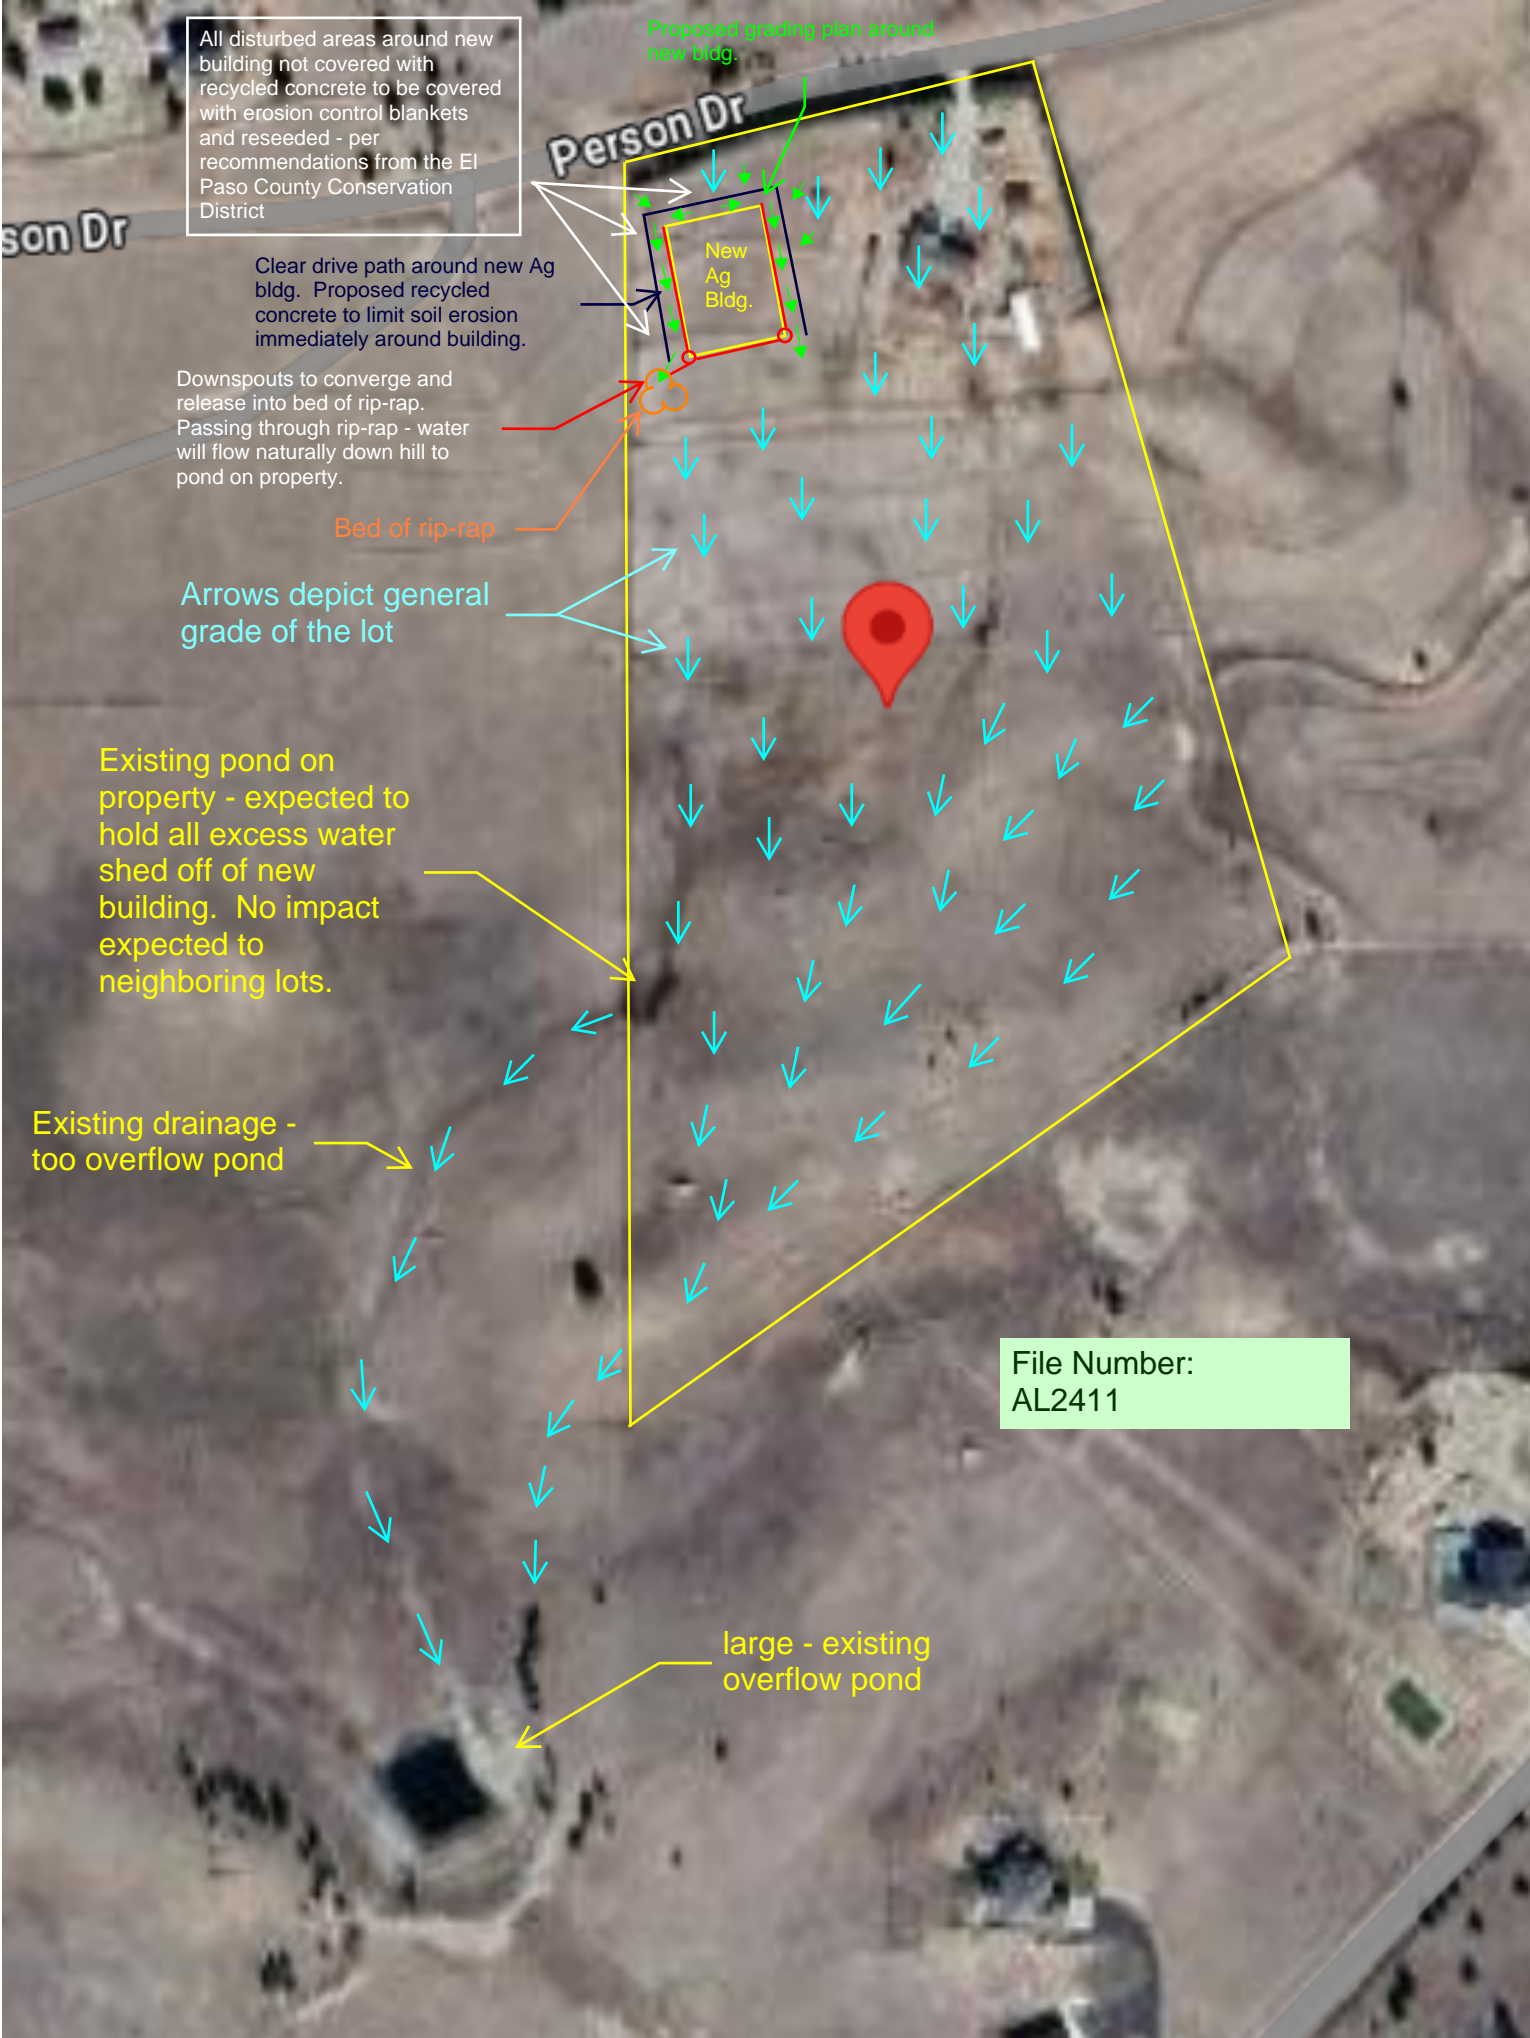 Proposed grading plan around
new bldg.
All disturbed areas around new
building not covered with
recycled concrete to be covered
with erosion control blankets
and reseeded - per
recommendations from the El
Paso County Conservation
District
Person Dr
son Dr
New
Ag
Bldg.
Clear drive path around new Ag
bldg.  Proposed recycled
concrete to limit soil erosion
immediately around building.
Downspouts to converge and
release into bed of rip-rap.
Passing through rip-rap - water
will flow naturally down hill to
pond on property.
Bed of rip-rap
Arrows depict general
grade of the lot
Existing pond on
property - expected to
hold all excess water
shed off of new
building.  No impact
expected to
neighboring lots.
Existing drainage -
too overflow pond
File Number:
AL2411
large - existing
overflow pond